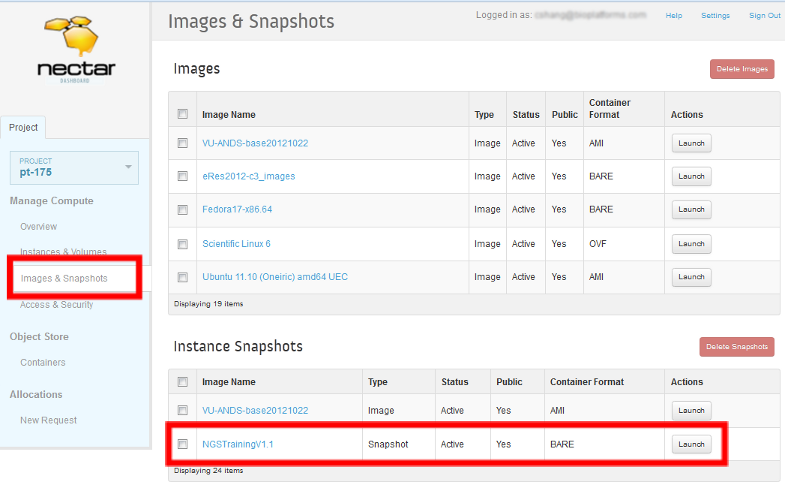 Images & Snapshots
Logged in as:
Help
Settings
Sign Out
nectar
DASHBOARD
Project
PROJECT
pt-175
Manage Compute
Overview
Instances & Volumes
Images & Snapshots
Access & Security
Object Store
Containers
Allocations
New Request
Images
Delete Images
Image Name Type Status Public Container Format Actions
VU-ANDS-base20121022 Image Active Yes AMI Launch
eRes2012-c3_images Image Active Yes BARE Launch
Fedora17-x86.64 Image Active Yes BARE Launch
Scientific Linux 6 Image Active Yes OVF Launch
Ubuntu 11.10 (Oneiric) amd64 UEC Image Active Yes AMI Launch
Displaying 19 items
Instance Snapshots
Delete Snapshots
Image Name Type Status Public Container Format Actions
VU-ANDS-base20121022 Image Active Yes AMI Launch
NGSTrainingV1.1 Snapshot Active Yes BARE Launch
Displaying 24 items